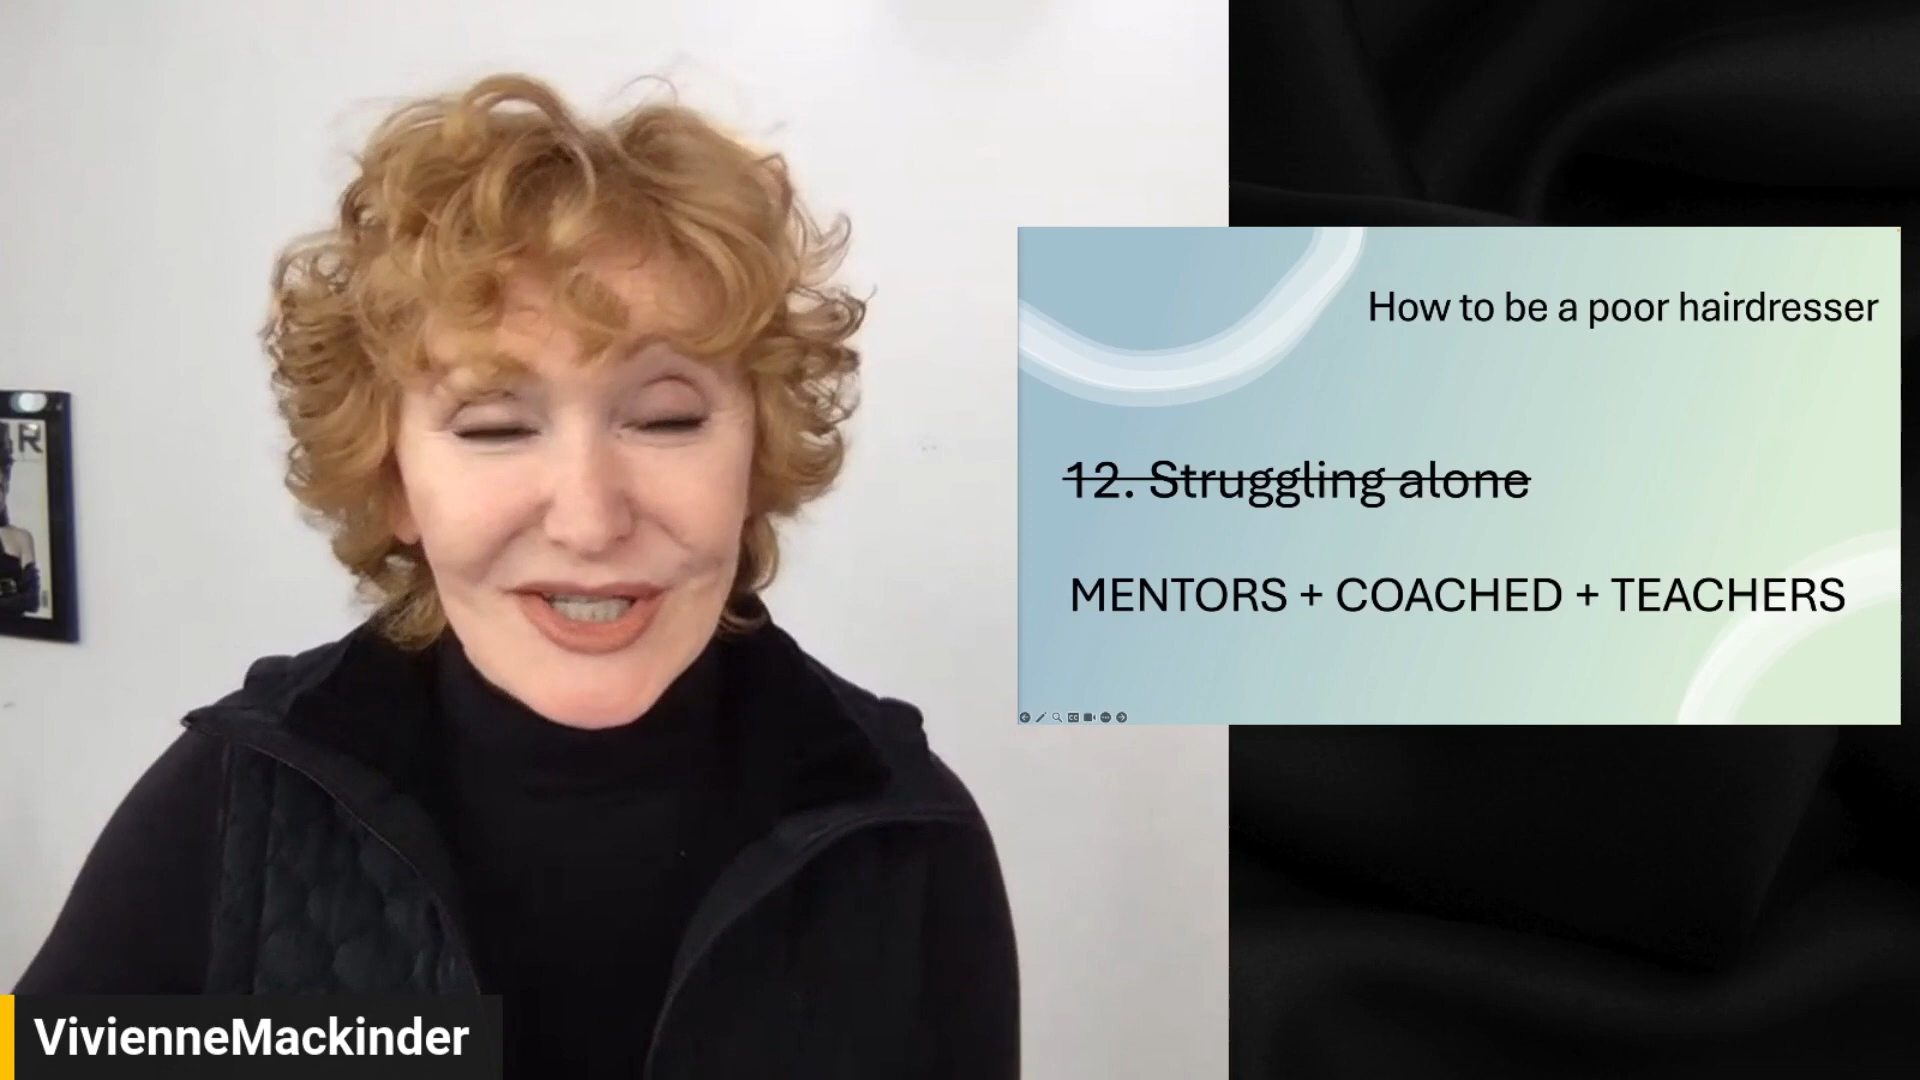 How to be a poor hairdresser
12. Struggling alone
MENTORS + COACHED + TEACHERS
VivienneMackinder